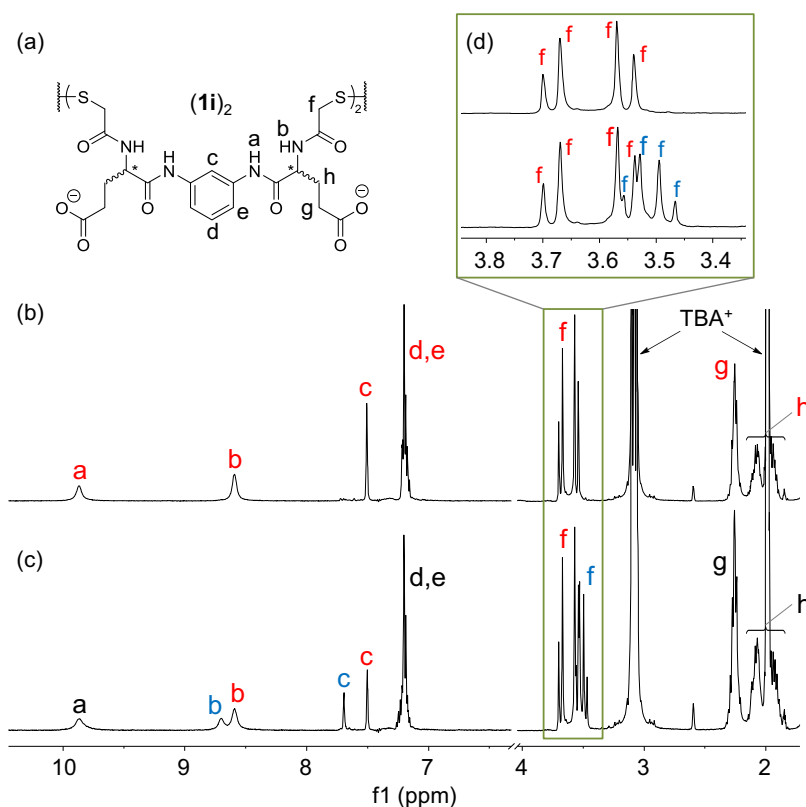 (a)
(1i)₂
S
S
2
f
O
NH
H
N
a
H
N
b
NH
O
c
*
*
h
O
O
e
d
g
O
O
⊖
O
O
⊖
(d)
f f f f
f f f f f f f
3.8 3.7 3.6 3.5 3.4
(b)
a b c d,e f TBA⁺ g h
(c)
a b b c c d,e f f g h
10 9 8 7 4 3 2
f1 (ppm)